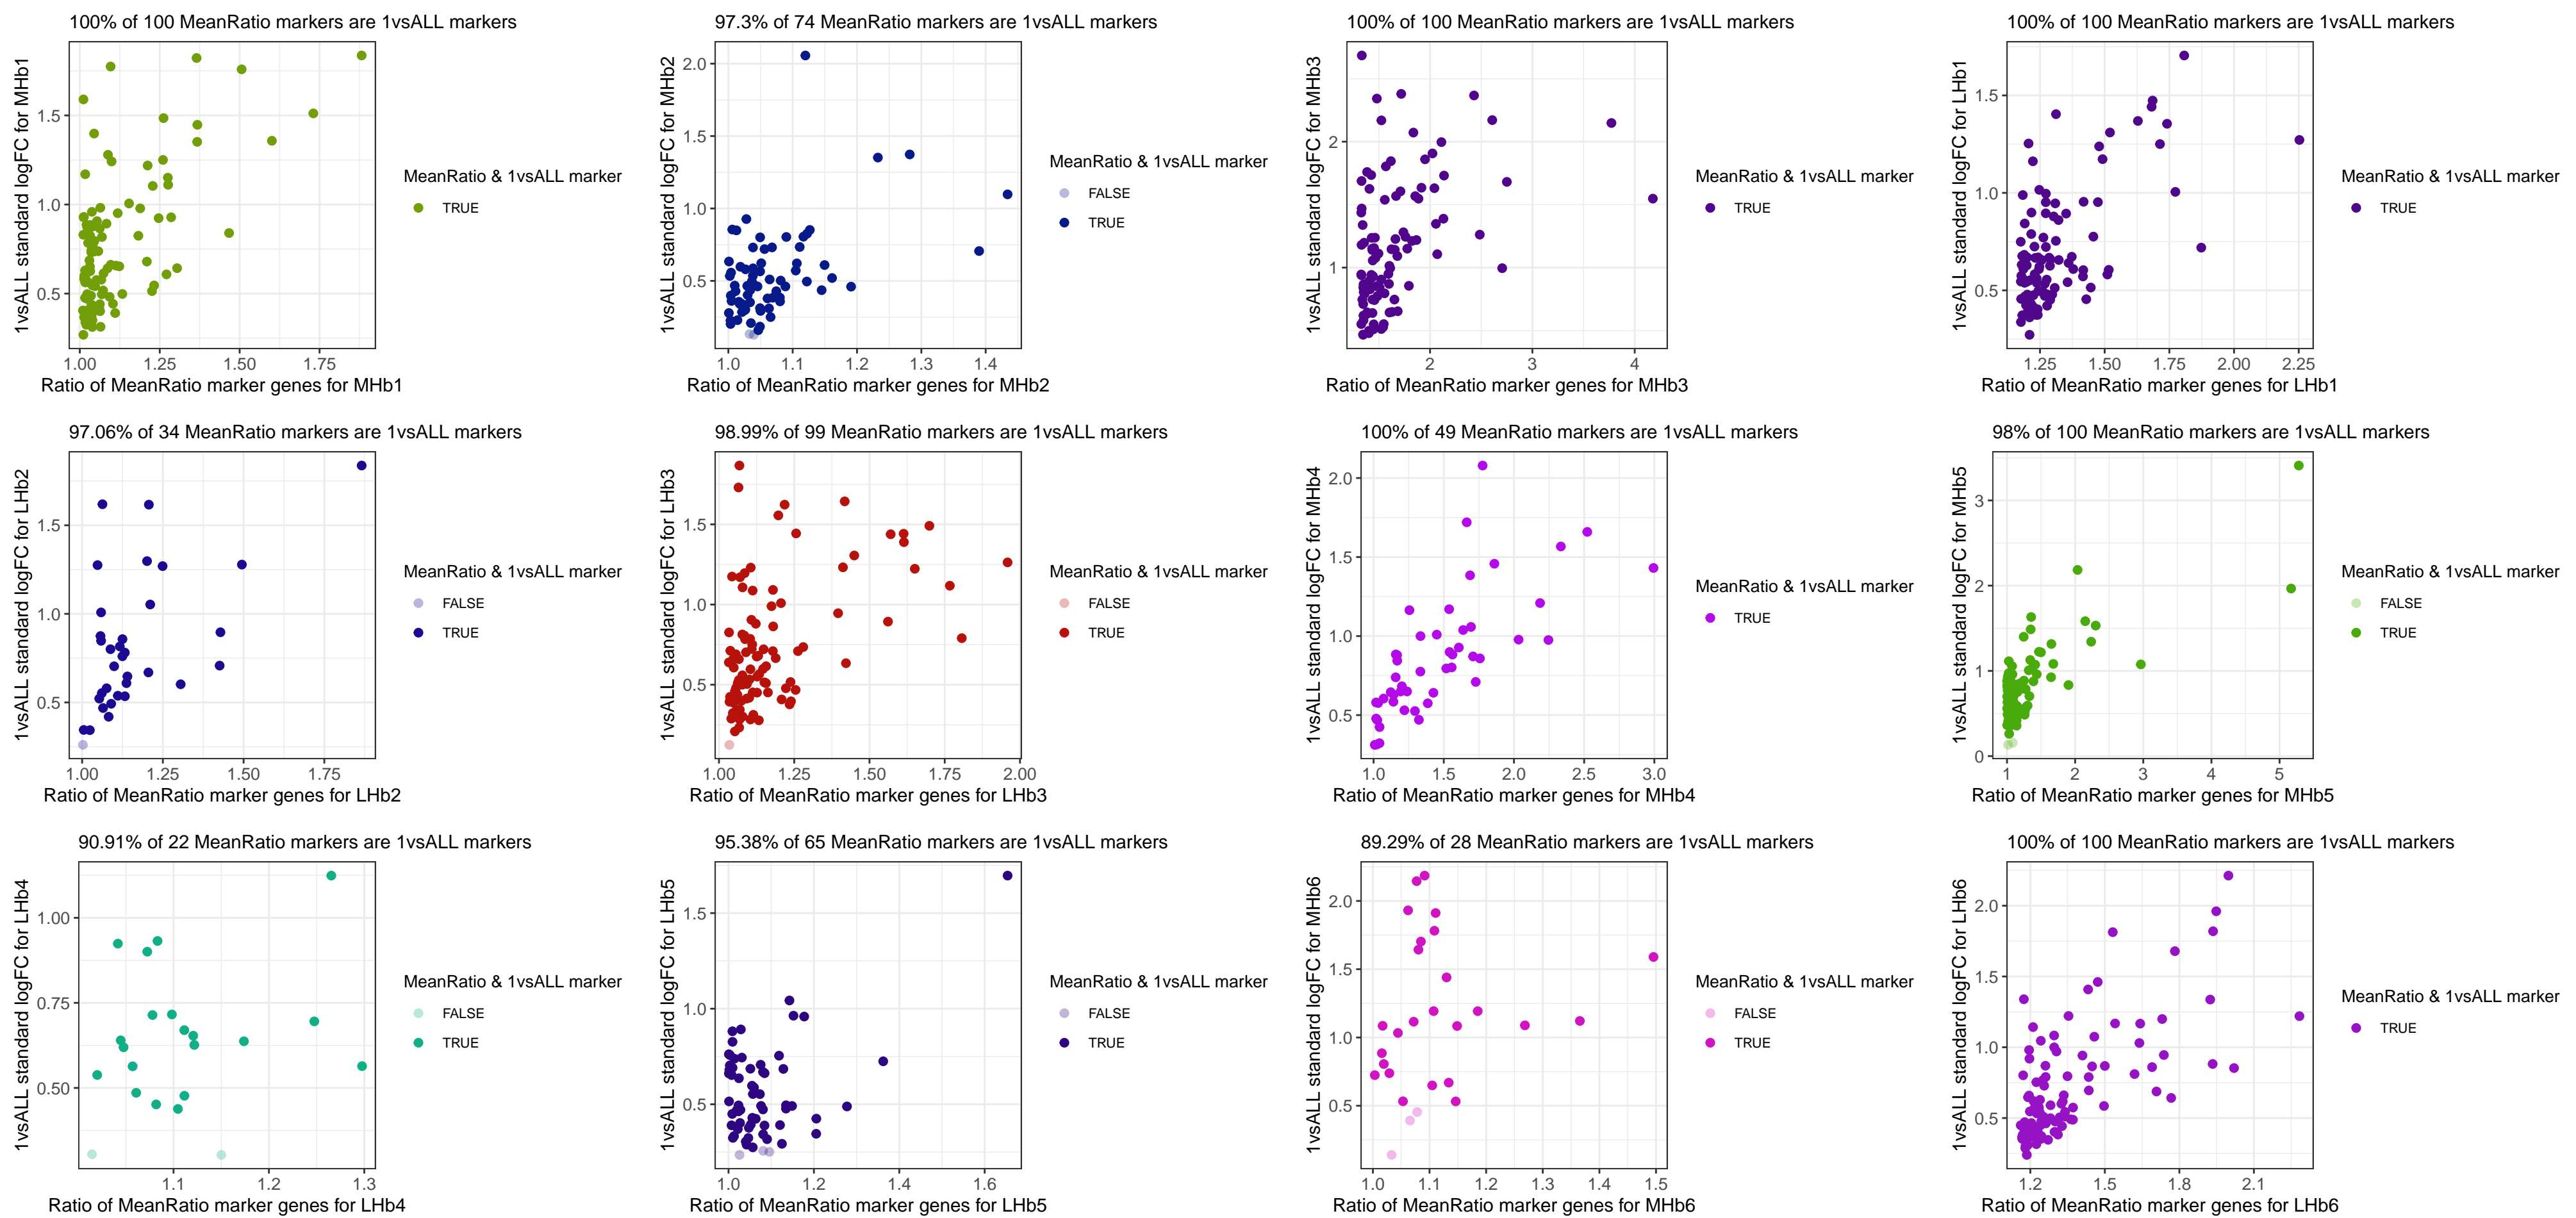 100% of 100 MeanRatio markers are 1vsALL markers
1vsALL standard logFC for MHb1
1.5
1.0
0.5
1.00 1.25 1.50 1.75
Ratio of MeanRatio marker genes for MHb1
MeanRatio & 1vsALL marker
TRUE
97.3% of 74 MeanRatio markers are 1vsALL markers
1vsALL standard logFC for MHb2
2.0
1.5
1.0
0.5
1.0 1.1 1.2 1.3 1.4
Ratio of MeanRatio marker genes for MHb2
MeanRatio & 1vsALL marker
FALSE
TRUE
100% of 100 MeanRatio markers are 1vsALL markers
1vsALL standard logFC for MHb3
2
1
2 3 4
Ratio of MeanRatio marker genes for MHb3
MeanRatio & 1vsALL marker
TRUE
100% of 100 MeanRatio markers are 1vsALL markers
1vsALL standard logFC for LHb1
1.5
1.0
0.5
1.25 1.50 1.75 2.00 2.25
Ratio of MeanRatio marker genes for LHb1
MeanRatio & 1vsALL marker
TRUE
97.06% of 34 MeanRatio markers are 1vsALL markers
1vsALL standard logFC for LHb2
1.5
1.0
0.5
1.00 1.25 1.50 1.75
Ratio of MeanRatio marker genes for LHb2
MeanRatio & 1vsALL marker
FALSE
TRUE
98.99% of 99 MeanRatio markers are 1vsALL markers
1vsALL standard logFC for LHb3
1.5
1.0
0.5
1.00 1.25 1.50 1.75 2.00
Ratio of MeanRatio marker genes for LHb3
MeanRatio & 1vsALL marker
FALSE
TRUE
100% of 49 MeanRatio markers are 1vsALL markers
1vsALL standard logFC for MHb4
2.0
1.5
1.0
0.5
1.0 1.5 2.0 2.5 3.0
Ratio of MeanRatio marker genes for MHb4
MeanRatio & 1vsALL marker
TRUE
98% of 100 MeanRatio markers are 1vsALL markers
1vsALL standard logFC for MHb5
3
2
1
0
1 2 3 4 5
Ratio of MeanRatio marker genes for MHb5
MeanRatio & 1vsALL marker
FALSE
TRUE
90.91% of 22 MeanRatio markers are 1vsALL markers
1vsALL standard logFC for LHb4
1.00
0.75
0.50
1.1 1.2 1.3
Ratio of MeanRatio marker genes for LHb4
MeanRatio & 1vsALL marker
FALSE
TRUE
95.38% of 65 MeanRatio markers are 1vsALL markers
1vsALL standard logFC for LHb5
1.5
1.0
0.5
1.0 1.2 1.4 1.6
Ratio of MeanRatio marker genes for LHb5
MeanRatio & 1vsALL marker
FALSE
TRUE
89.29% of 28 MeanRatio markers are 1vsALL markers
1vsALL standard logFC for MHb6
2.0
1.5
1.0
0.5
1.0 1.1 1.2 1.3 1.4 1.5
Ratio of MeanRatio marker genes for MHb6
MeanRatio & 1vsALL marker
FALSE
TRUE
100% of 100 MeanRatio markers are 1vsALL markers
1vsALL standard logFC for LHb6
2.0
1.5
1.0
0.5
1.2 1.5 1.8 2.1
Ratio of MeanRatio marker genes for LHb6
MeanRatio & 1vsALL marker
TRUE